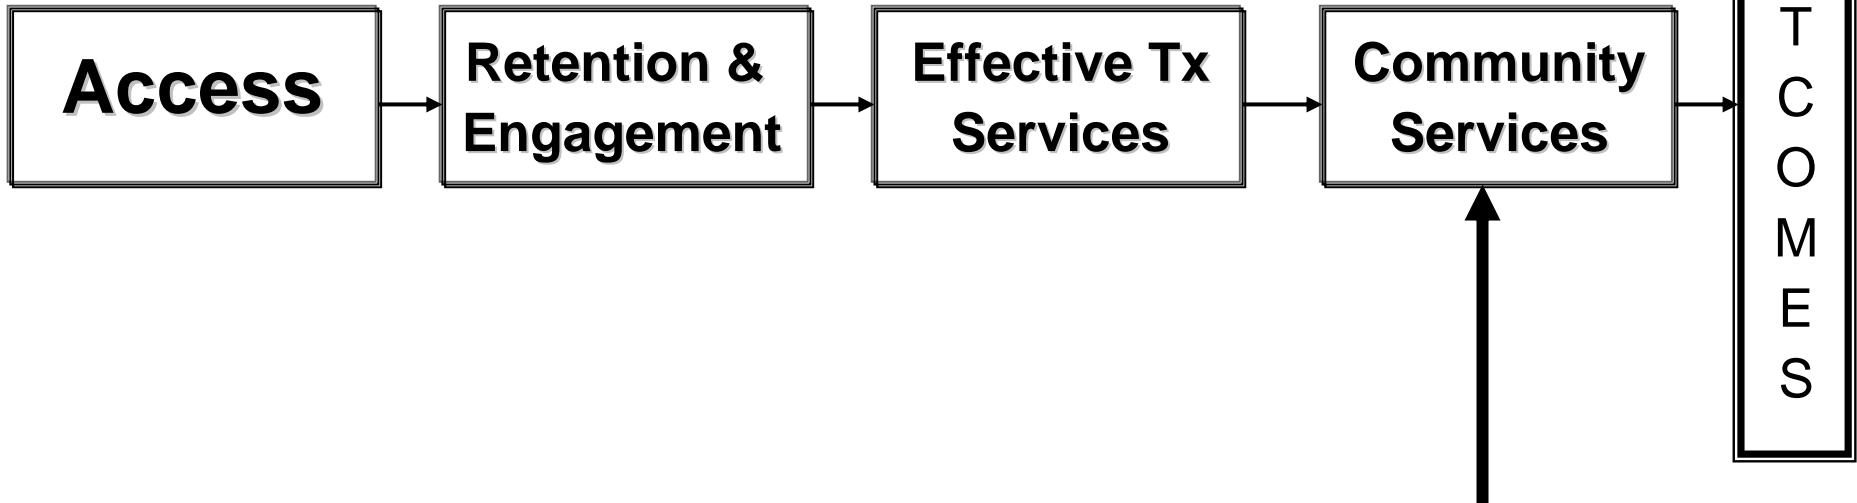 Access
Retention &
Engagement
Effective Tx
Services
Community
Services
T
C
O
M
E
S